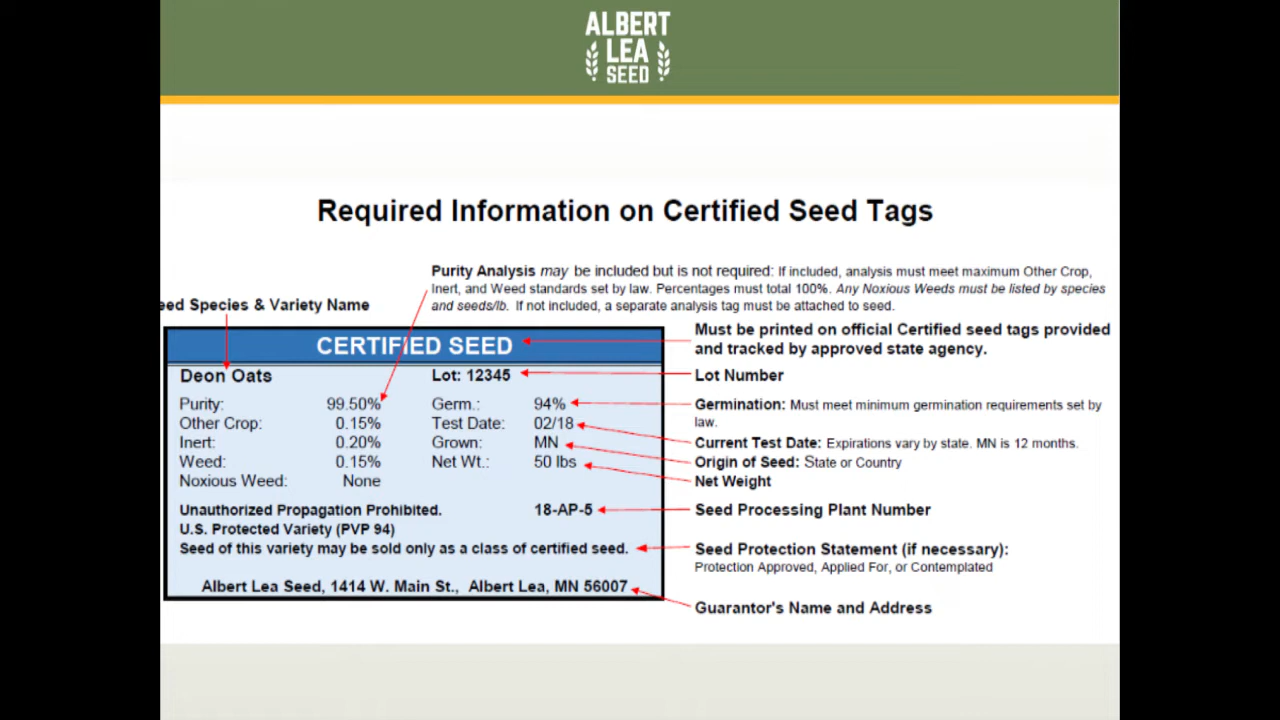 ALBERT
LEA
SEED
Required Information on Certified Seed Tags
Purity Analysis may be included but is not required: If included, analysis must meet maximum Other Crop,
Inert, and Weed standards set by law. Percentages must total 100%. Any Noxious Weeds must be listed by species
and seeds/lb. If not included, a separate analysis tag must be attached to seed.
eed Species & Variety Name
CERTIFIED SEED
Must be printed on official Certified seed tags provided
and tracked by approved state agency.
Deon Oats Lot: 12345
Lot Number
Purity: 99.50% Germ.: 94%
Germination: Must meet minimum germination requirements set by
law.
Other Crop: 0.15% Test Date: 02/18
Current Test Date: Expirations vary by state. MN is 12 months.
Inert: 0.20% Grown: MN
Origin of Seed: State or Country
Weed: 0.15% Net Wt.: 50 lbs
Net Weight
Noxious Weed: None
Unauthorized Propagation Prohibited. 18-AP-5
Seed Processing Plant Number
U.S. Protected Variety (PVP 94)
Seed of this variety may be sold only as a class of certified seed.
Seed Protection Statement (if necessary):
Protection Approved, Applied For, or Contemplated
Albert Lea Seed, 1414 W. Main St., Albert Lea, MN 56007
Guarantor's Name and Address